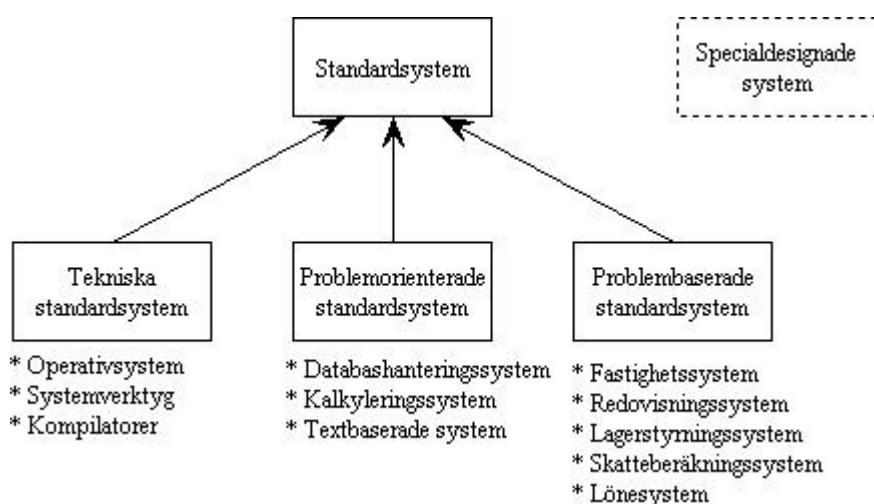 Standardsystem
Specialdesignade
system
Tekniska
standardsystem
Problemorienterade
standardsystem
Problembaserade
standardsystem
* Operativsystem
* Systemverktyg
* Kompilatorer
* Databashanteringssystem
* Kalkyleringssystem
* Textbaserade system
* Fastighetssystem
* Redovisningssystem
* Lagerstyrningssystem
* Skatteberäkningssystem
* Lönesystem